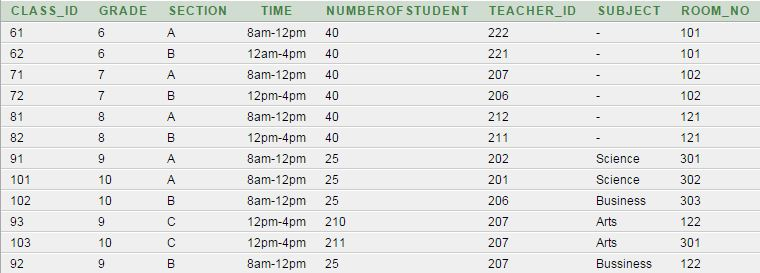 CLASS_ID GRADE SECTION TIME NUMBEROFSTUDENT TEACHER_ID SUBJECT ROOM_NO
61 6 A 8am-12pm 40 222 - 101
62 6 B 12am-4pm 40 221 - 101
71 7 A 8am-12pm 40 207 - 102
72 7 B 12pm-4pm 40 206 - 102
81 8 A 8am-12pm 40 212 - 121
82 8 B 12pm-4pm 40 211 - 121
91 9 A 8am-12pm 25 202 Science 301
101 10 A 8am-12pm 25 201 Science 302
102 10 B 8am-12pm 25 206 Business 303
93 9 C 12pm-4pm 210 207 Arts 122
103 10 C 12pm-4pm 211 207 Arts 301
92 9 B 8am-12pm 25 207 Bussiness 122